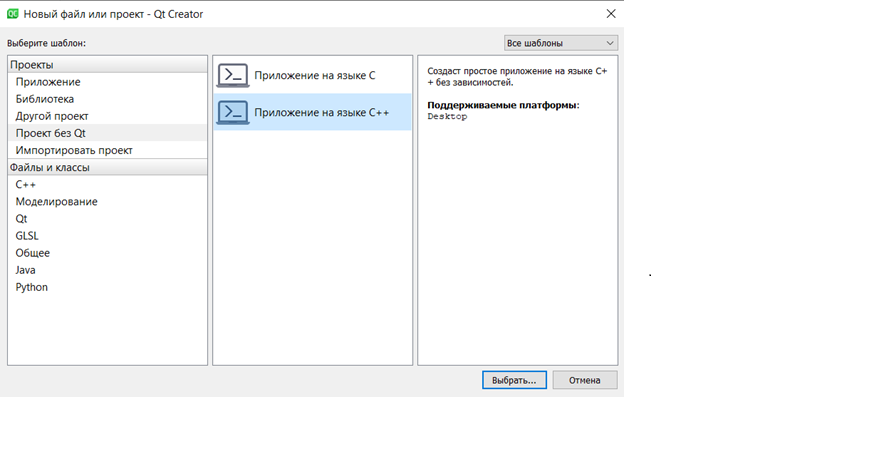 Новый файл или проект - Qt Creator
Выберите шаблон:
Все шаблоны
Проекты
Приложение
Библиотека
Другой проект
Проект без Qt
Импортировать проект
Файлы и классы
C++
Моделирование
Qt
GLSL
Общее
Java
Python
Приложение на языке C
Приложение на языке C++
Создаст простое приложение на языке C+
+ без зависимостей.
Поддерживаемые платформы:
Desktop
Выбрать...
Отмена
.